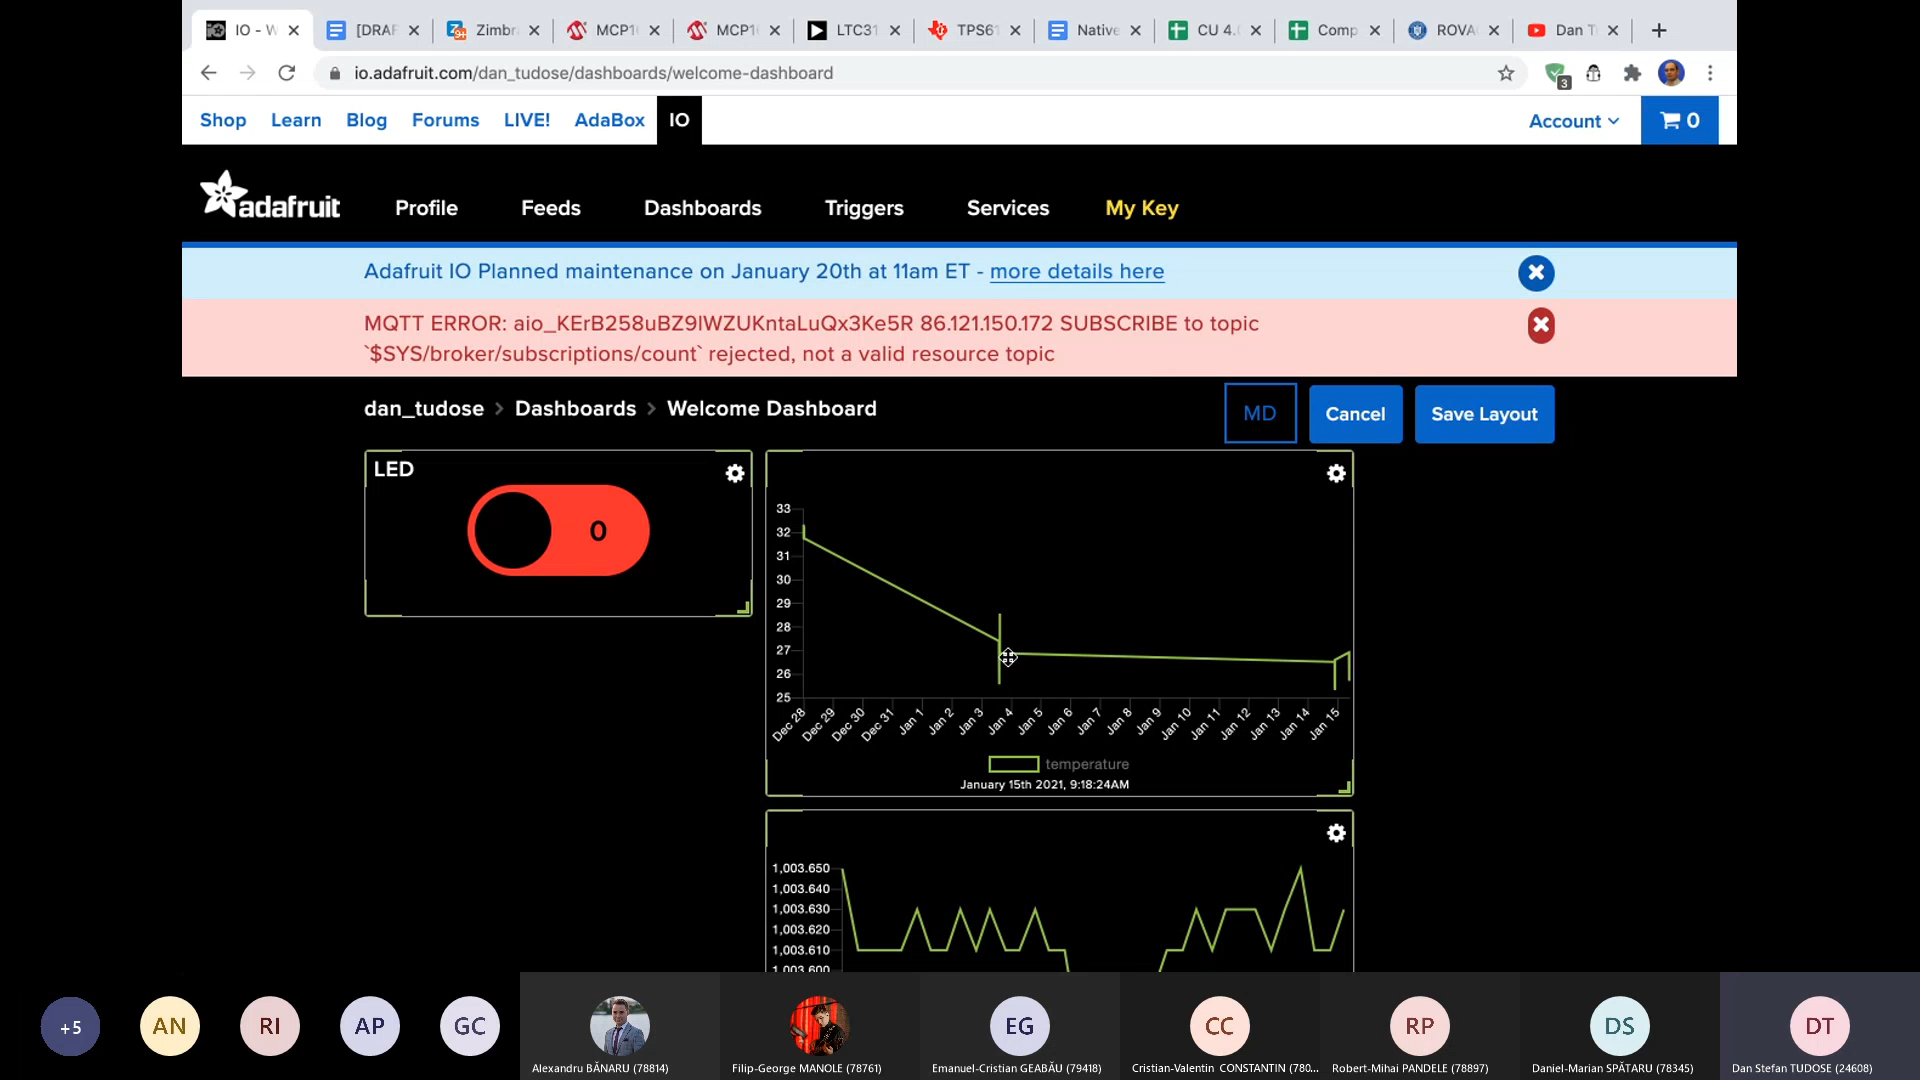 IO - W
[DRAF
Zimbr
MCP1
MCP1
LTC31
TPS61
Native
CU 4.
Comp
ROVA
Dan T
io.adafruit.com/dan_tudose/dashboards/welcome-dashboard
3
Shop Learn Blog Forums LIVE! AdaBox IO
Account
0
adafruit
Profile Feeds Dashboards Triggers Services My Key
Adafruit IO Planned maintenance on January 20th at 11am ET - more details here
MQTT ERROR: aio_KErB258uBZ9lWZUKntaLuQx3Ke5R 86.121.150.172 SUBSCRIBE to topic
`$SYS/broker/subscriptions/count` rejected, not a valid resource topic
dan_tudose > Dashboards > Welcome Dashboard
MD
Cancel
Save Layout
LED
0
33
32
31
30
29
28
27
26
25
Dec 28 Dec 29 Dec 30 Dec 31 Jan 1 Jan 2 Jan 3 Jan 4 Jan 5 Jan 6 Jan 7 Jan 8 Jan 9 Jan 10 Jan 11 Jan 12 Jan 13 Jan 14 Jan 15
temperature
January 15th 2021, 9:18:24AM
1,003.650
1,003.640
1,003.630
1,003.620
1,003.610
1,003.600
+5
AN
RI
AP
GC
EG
CC
RP
DS
DT
Alexandru BĂNARU (78814)
Filip-George MANOLE (78761)
Emanuel-Cristian GEABĂU (79418)
Cristian-Valentin CONSTANTIN (780...
Robert-Mihai PANDELE (78897)
Daniel-Marian SPĂTARU (78345)
Dan Stefan TUDOSE (24608)